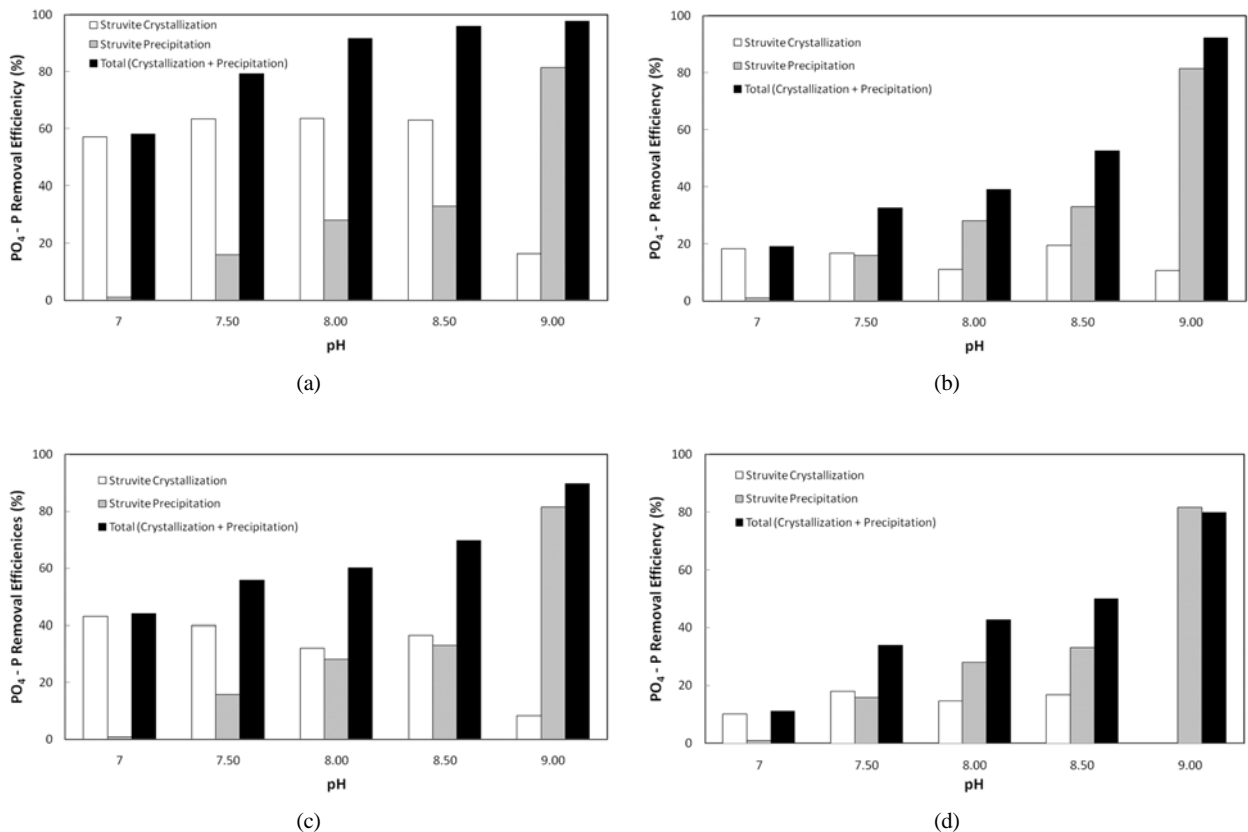 100
80
60
40
20
0
PO4 - P Removal Efficienicy (%)
Struvite Crystallization
Struvite Precipitation
Total (Crystallization + Precipitation)
7 7.50 8.00 8.50 9.00
pH
(a)
100
80
60
40
20
0
PO4 - P Removal Efficiency (%)
Struvite Crystallization
Struvite Precipitation
Total (Crystallization + Precipitation)
7 7.50 8.00 8.50 9.00
pH
(b)
100
80
60
40
20
0
PO4 - P Removal Efficienices (%)
Struvite Crystallization
Struvite Precipitation
Total (Crystallization + Precipitation)
7 7.50 8.00 8.50 9.00
pH
(c)
100
80
60
40
20
0
PO4 - P Removal Efficiency (%)
Struvite Crystallization
Struvite Precipitation
Total (Crystallization + Precipitation)
7 7.50 8.00 8.50 9.00
pH
(d)